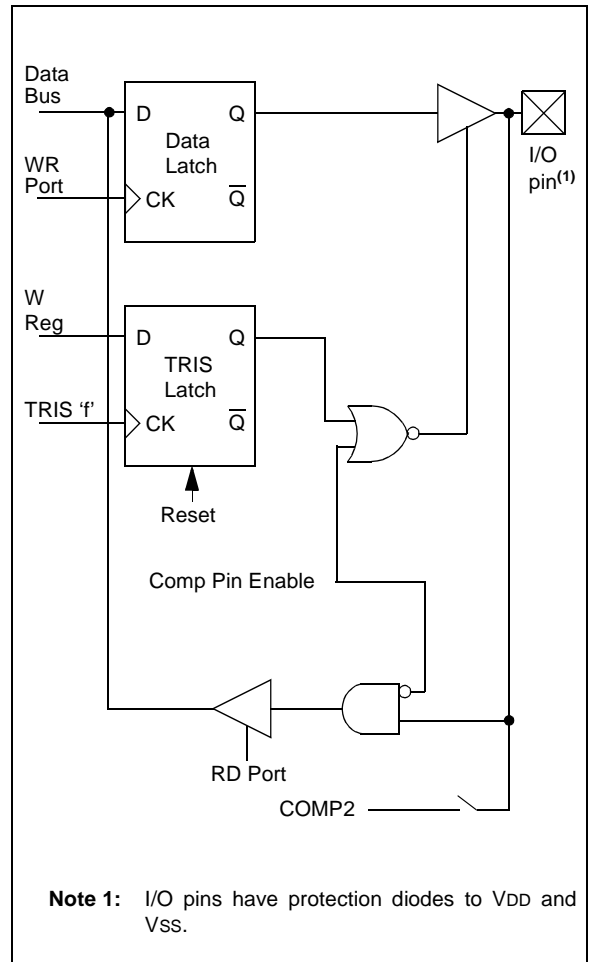 Data
Bus
D
Q
Data
Latch
WR
Port
CK
Q
I/O
pin(1)
W
Reg
D
Q
TRIS
Latch
TRIS 'f'
CK
Q
Reset
Comp Pin Enable
RD Port
COMP2
Note 1: I/O pins have protection diodes to VDD and
VSS.